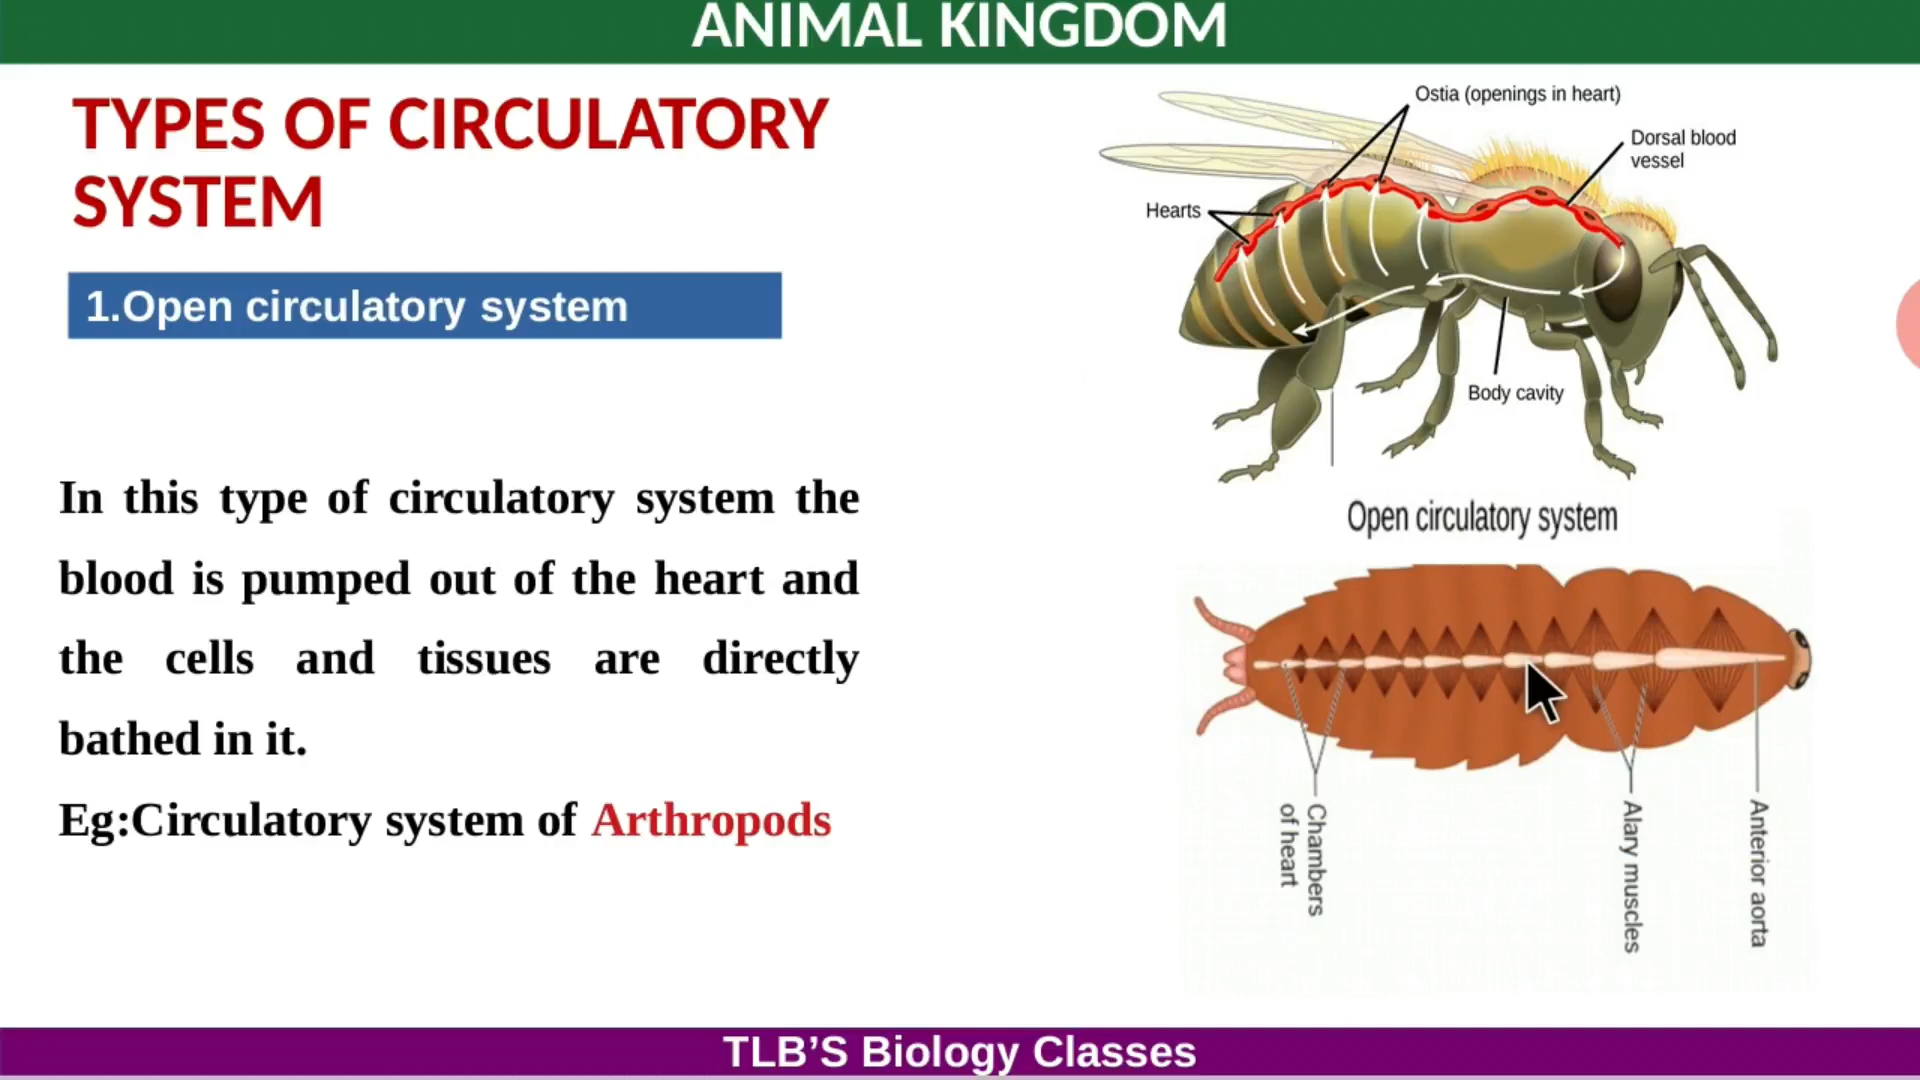 ANIMAL KINGDOM
TYPES OF CIRCULATORY
SYSTEM
1.Open circulatory system
In this type of circulatory system the
blood is pumped out of the heart and
the cells and tissues are directly
bathed in it.
Eg:Circulatory system of Arthropods
Ostia (openings in heart)
Dorsal blood
vessel
Hearts
Body cavity
Open circulatory system
Chambers
of heart
Alary muscles
Anterior aorta
TLB’S Biology Classes